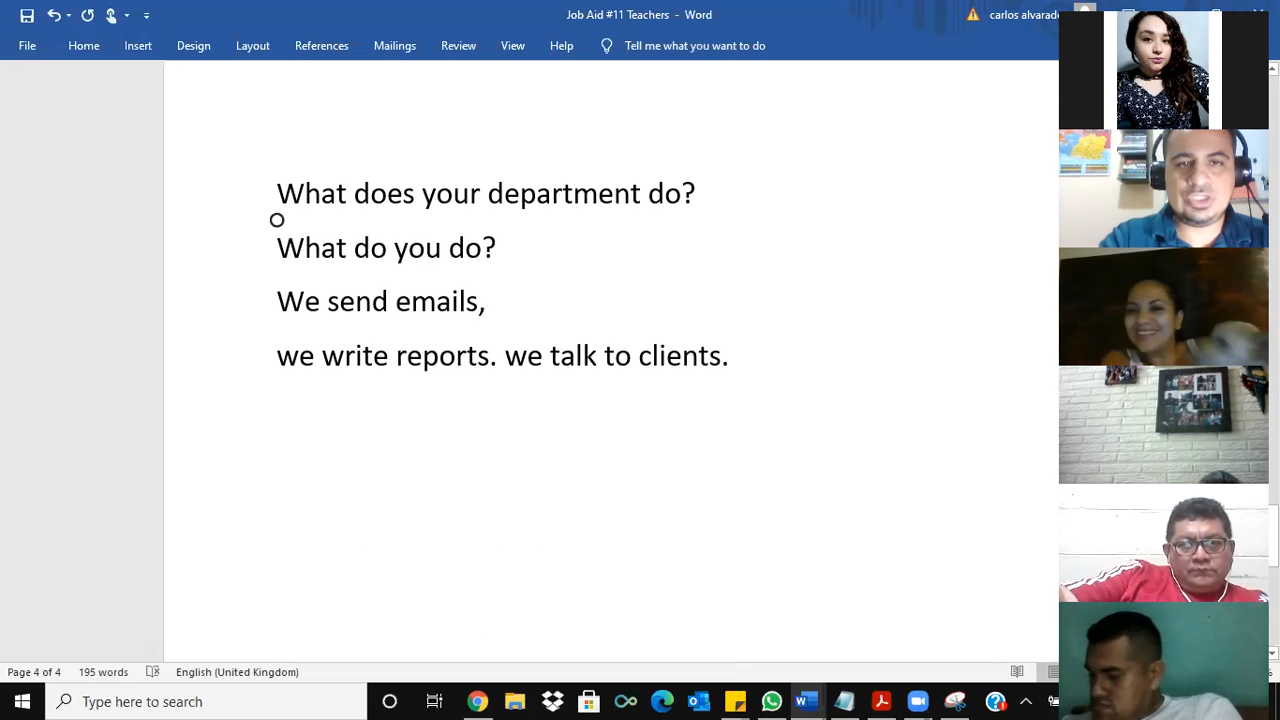 Job Aid #11 Teachers - Word
carlos alvarado
File Home Insert Design Layout References Mailings Review View Help Tell me what you want to do
What does your department do?
What do you do?
We send emails,
we write reports. we talk to clients.
Page 4 of 4 195 words English (United Kingdom)
Type here to search